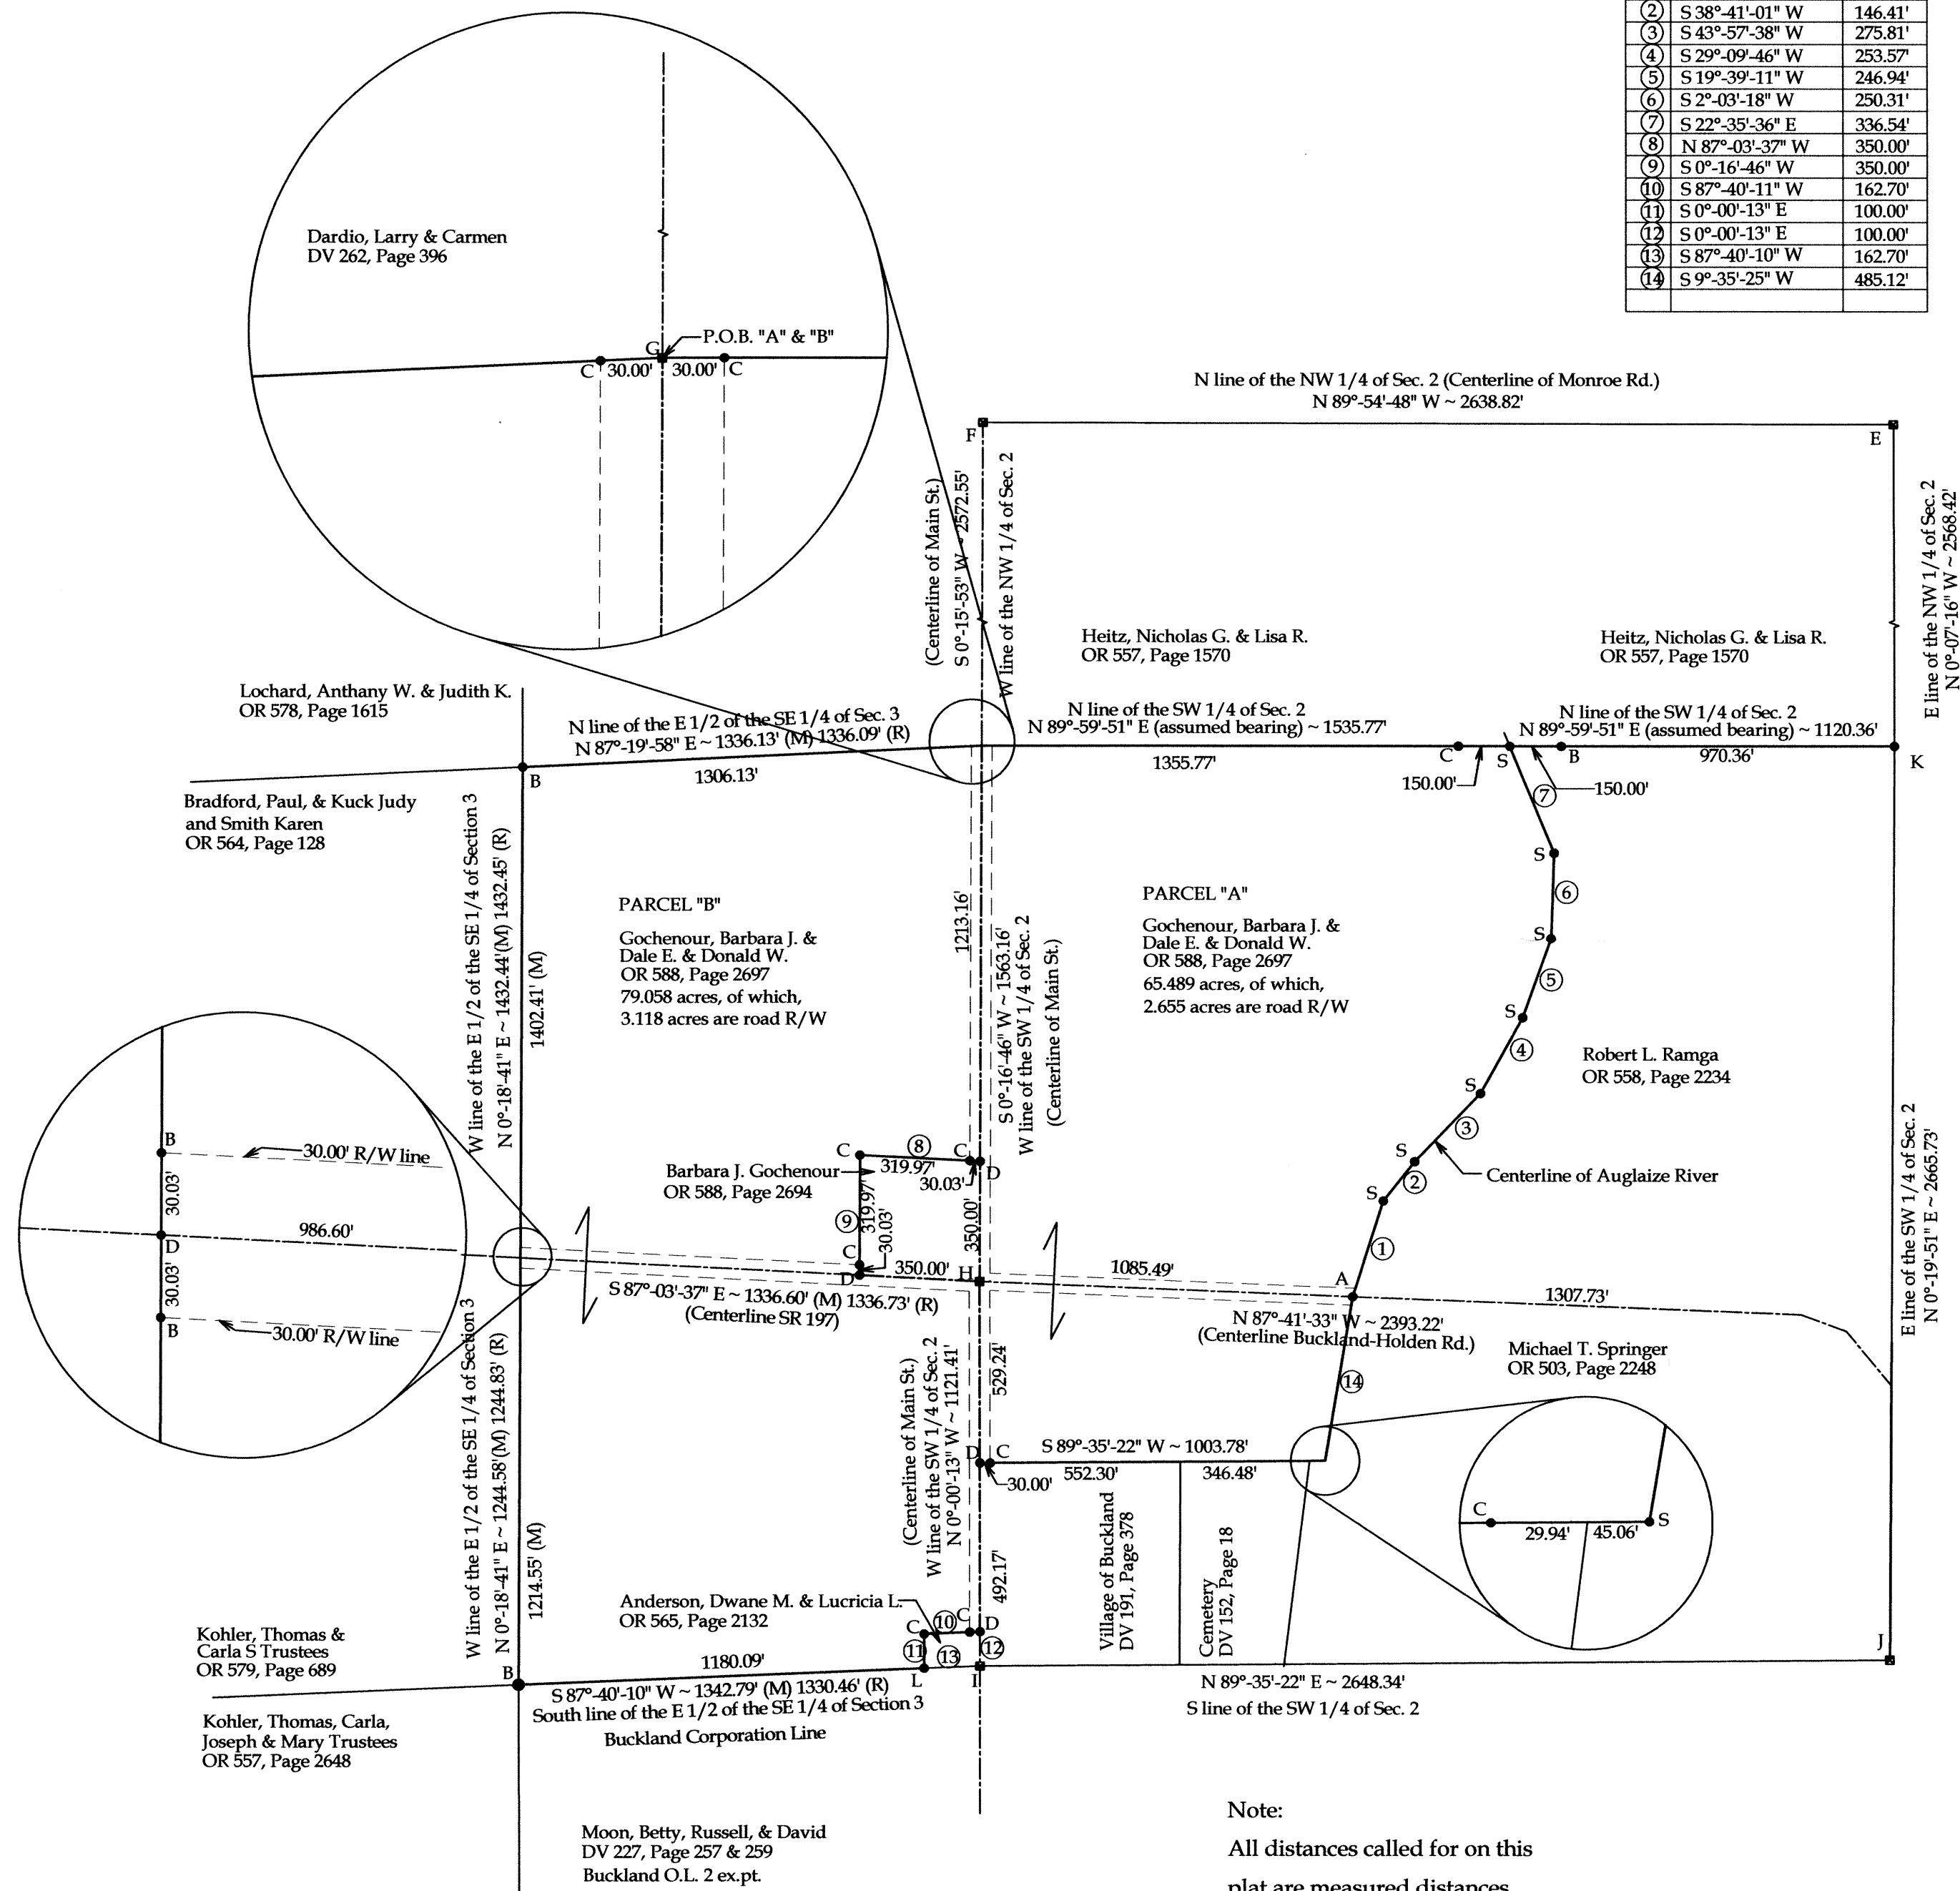 ② S 38°-41'-01" W 146.41'
③ S 43°-57'-38" W 275.81'
④ S 29°-09'-46" W 253.57'
⑤ S 19°-39'-11" W 246.94'
⑥ S 2°-03'-18" W 250.31'
⑦ S 22°-35'-36" E 336.54'
⑧ N 87°-03'-37" W 350.00'
⑨ S 0°-16'-46" W 350.00'
⑩ S 87°-40'-11" W 162.70'
⑪ S 0°-00'-13" E 100.00'
⑫ S 0°-00'-13" E 100.00'
⑬ S 87°-40'-10" W 162.70'
⑭ S 9°-35'-25" W 485.12'
Dardio, Larry & Carmen
DV 262, Page 396
P.O.B. "A" & "B"
G
C 30.00' 30.00' C
N line of the NW 1/4 of Sec. 2 (Centerline of Monroe Rd.)
N 89°-54'-48" W ~ 2638.82'
F
E
(Centerline of Main St.)
S 0°-15'-53" W ~ 2572.55'
W line of the NW 1/4 of Sec. 2
E line of the NW 1/4 of Sec. 2
N 0°-07'-16" W ~ 2568.42'
Heitz, Nicholas G. & Lisa R.
OR 557, Page 1570
Heitz, Nicholas G. & Lisa R.
OR 557, Page 1570
Lochard, Anthany W. & Judith K.
OR 578, Page 1615
N line of the E 1/2 of the SE 1/4 of Sec. 3
N 87°-19'-58" E ~ 1336.13' (M) 1336.09' (R)
1306.13'
B
N line of the SW 1/4 of Sec. 2
N 89°-59'-51" E (assumed bearing) ~ 1535.77'
1355.77'
N line of the SW 1/4 of Sec. 2
N 89°-59'-51" E (assumed bearing) ~ 1120.36'
C
S
B
970.36'
K
150.00'
150.00'
⑦
Bradford, Paul, & Kuck Judy
and Smith Karen
OR 564, Page 128
W line of the E 1/2 of the SE 1/4 of Section 3
N 0°-18'-41" E ~ 1432.44'(M) 1432.45' (R)
1402.41' (M)
PARCEL "B"
Gochenour, Barbara J. &
Dale E. & Donald W.
OR 588, Page 2697
79.058 acres, of which,
3.118 acres are road R/W
1213.16'
S 0°-16'-46" W ~ 1563.16'
W line of the SW 1/4 of Sec. 2
(Centerline of Main St.)
PARCEL "A"
Gochenour, Barbara J. &
Dale E. & Donald W.
OR 588, Page 2697
65.489 acres, of which,
2.655 acres are road R/W
S
⑥
S
⑤
S
④
S
③
S
②
S
①
Robert L. Ramga
OR 558, Page 2234
Centerline of Auglaize River
E line of the SW 1/4 of Sec. 2
N 0°-19'-51" E ~ 2665.73'
B
30.00' R/W line
30.03'
986.60'
D
30.03'
B
30.00' R/W line
Barbara J. Gochenour
OR 588, Page 2694
C ⑧ C
319.97'
30.03' D
⑨ 319.97'
30.03'
350.00'
C
D
350.00' H
S 87°-03'-37" E ~ 1336.60' (M) 1336.73' (R)
(Centerline SR 197)
1085.49'
A
1307.73'
N 87°-41'-33" W ~ 2393.22'
(Centerline Buckland-Holden Rd.)
Michael T. Springer
OR 503, Page 2248
⑭
W line of the E 1/2 of the SE 1/4 of Section 3
N 0°-18'-41" E ~ 1244.58'(M) 1244.83' (R)
1214.55' (M)
(Centerline of Main St.)
W line of the SW 1/4 of Sec. 2
N 0°-00'-13" W ~ 1121.41'
529.24'
492.17'
D C
30.00'
S 89°-35'-22" W ~ 1003.78'
552.30'
346.48'
C
29.94'
45.06'
S
Village of Buckland
DV 191, Page 378
Cemetery
DV 152, Page 18
Anderson, Dwane M. & Lucricia L.
OR 565, Page 2132
C ⑩ C D
⑪ ⑬ ⑫
Kohler, Thomas &
Carla S Trustees
OR 579, Page 689
B
1180.09'
L
I
J
S 87°-40'-10" W ~ 1342.79' (M) 1330.46' (R)
South line of the E 1/2 of the SE 1/4 of Section 3
Buckland Corporation Line
N 89°-35'-22" E ~ 2648.34'
S line of the SW 1/4 of Sec. 2
Kohler, Thomas, Carla,
Joseph & Mary Trustees
OR 557, Page 2648
Moon, Betty, Russell, & David
DV 227, Page 257 & 259
Buckland O.L. 2 ex.pt.
Note:
All distances called for on this
plat are measured distances